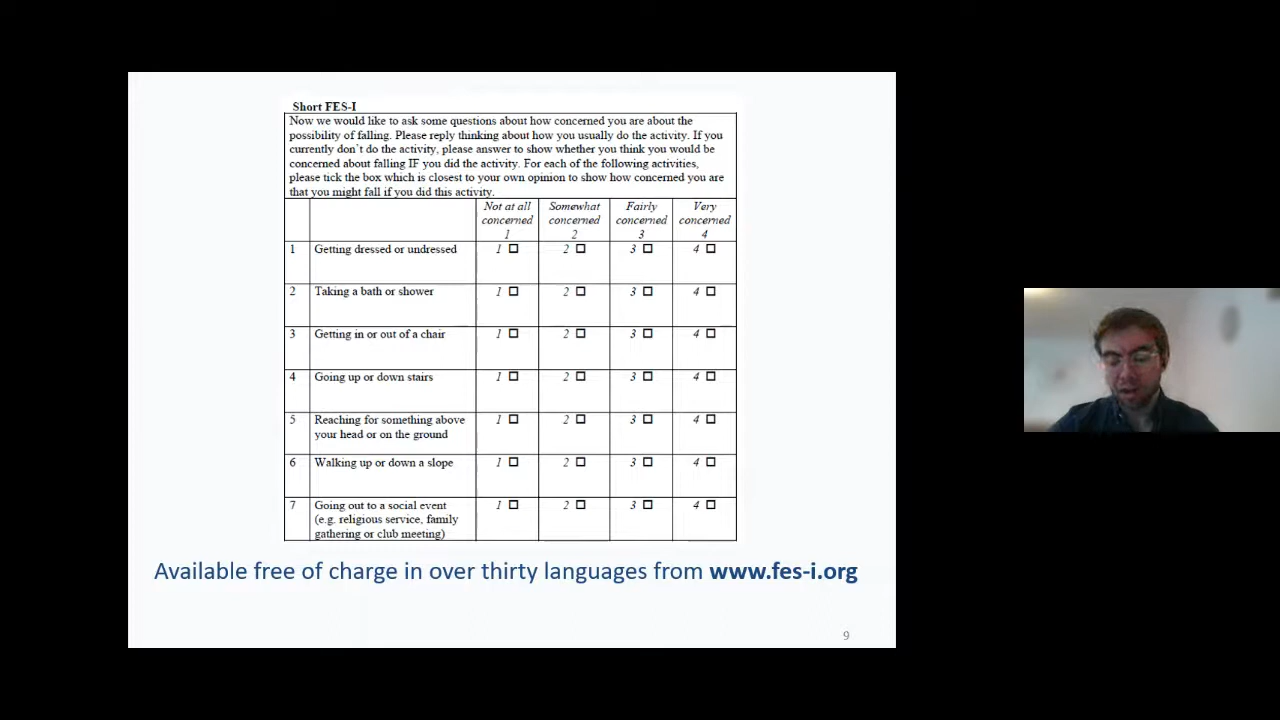 Short FES-I
Now we would like to ask some questions about how concerned you are about the
possibility of falling. Please reply thinking about how you usually do the activity. If you
currently don't do the activity, please answer to show whether you think you would be
concerned about falling IF you did the activity. For each of the following activities,
please tick the box which is closest to your own opinion to show how concerned you are
that you might fall if you did this activity.
Not at all concerned 1
Somewhat concerned 2
Fairly concerned 3
Very concerned 4
1 Getting dressed or undressed 1 ☐ 2 ☐ 3 ☐ 4 ☐
2 Taking a bath or shower 1 ☐ 2 ☐ 3 ☐ 4 ☐
3 Getting in or out of a chair 1 ☐ 2 ☐ 3 ☐ 4 ☐
4 Going up or down stairs 1 ☐ 2 ☐ 3 ☐ 4 ☐
5 Reaching for something above 1 ☐ 2 ☐ 3 ☐ 4 ☐
your head or on the ground
6 Walking up or down a slope 1 ☐ 2 ☐ 3 ☐ 4 ☐
7 Going out to a social event 1 ☐ 2 ☐ 3 ☐ 4 ☐
(e.g. religious service, family
gathering or club meeting)
Available free of charge in over thirty languages from www.fes-i.org
9